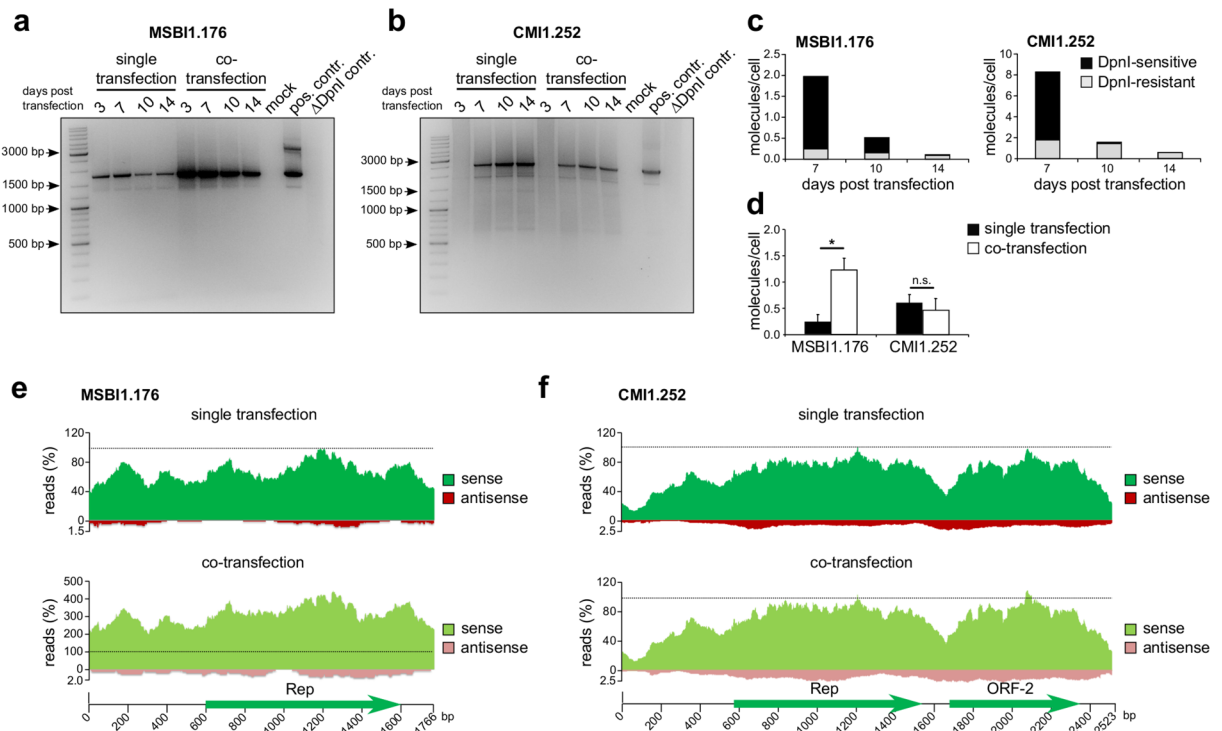 a
MSBI1.176
single transfection
co-transfection
days post transfection
3 7 10 14 3 7 10 14 mock pos. contr. ΔDpnI contr.
3000 bp
1500 bp
1000 bp
500 bp
b
CMI1.252
single transfection
co-transfection
days post transfection
3 7 10 14 3 7 10 14 mock pos. contr. ΔDpnI contr.
3000 bp
1500 bp
1000 bp
500 bp
c
MSBI1.176
molecules/cell
2.5
2.0
1.5
1.0
0.5
0.0
7 10 14
days post transfection
CMI1.252
molecules/cell
10
8
6
4
2
0
7 10 14
days post transfection
DpnI-sensitive
DpnI-resistant
d
molecules/cell
2.0
1.5
1.0
0.5
0.0
*
n.s.
MSBI1.176 CMI1.252
single transfection
co-transfection
e
MSBI1.176
single transfection
reads (%)
120
80
40
0
1.5
sense
antisense
co-transfection
reads (%)
500
400
300
200
100
0
2.0
sense
antisense
Rep
0 200 400 600 800 1000 1200 1400 1600 1766 bp
f
CMI1.252
single transfection
reads (%)
120
80
40
0
2.5
sense
antisense
co-transfection
reads (%)
120
80
40
0
2.5
sense
antisense
Rep ORF-2
0 200 400 600 800 1000 1200 1400 1600 1800 2000 2200 2400 2523 bp